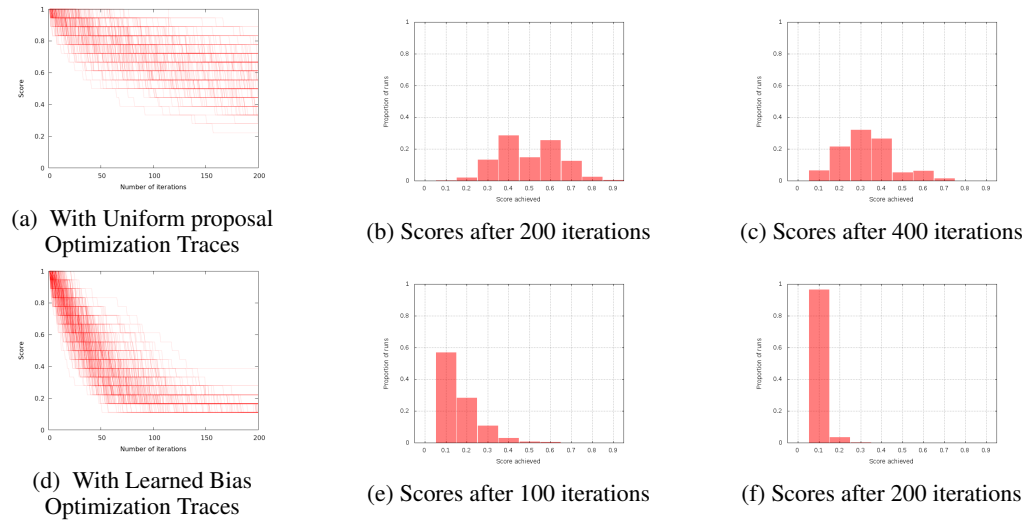 1
0.8
0.6
0.4
0.2
0
Score
0 50 100 150 200
Number of iterations
(a) With Uniform proposal
Optimization Traces
1
0.8
0.6
0.4
0.2
0
Proportion of runs
0 0.1 0.2 0.3 0.4 0.5 0.6 0.7 0.8 0.9
Score achieved
(b) Scores after 200 iterations
1
0.8
0.6
0.4
0.2
0
Proportion of runs
0 0.1 0.2 0.3 0.4 0.5 0.6 0.7 0.8 0.9
Score achieved
(c) Scores after 400 iterations
1
0.8
0.6
0.4
0.2
0
Score
0 50 100 150 200
Number of iterations
(d) With Learned Bias
Optimization Traces
1
0.8
0.6
0.4
0.2
0
Proportion of runs
0 0.1 0.2 0.3 0.4 0.5 0.6 0.7 0.8 0.9
Score achieved
(e) Scores after 100 iterations
1
0.8
0.6
0.4
0.2
0
Proportion of runs
0 0.1 0.2 0.3 0.4 0.5 0.6 0.7 0.8 0.9
Score achieved
(f) Scores after 200 iterations